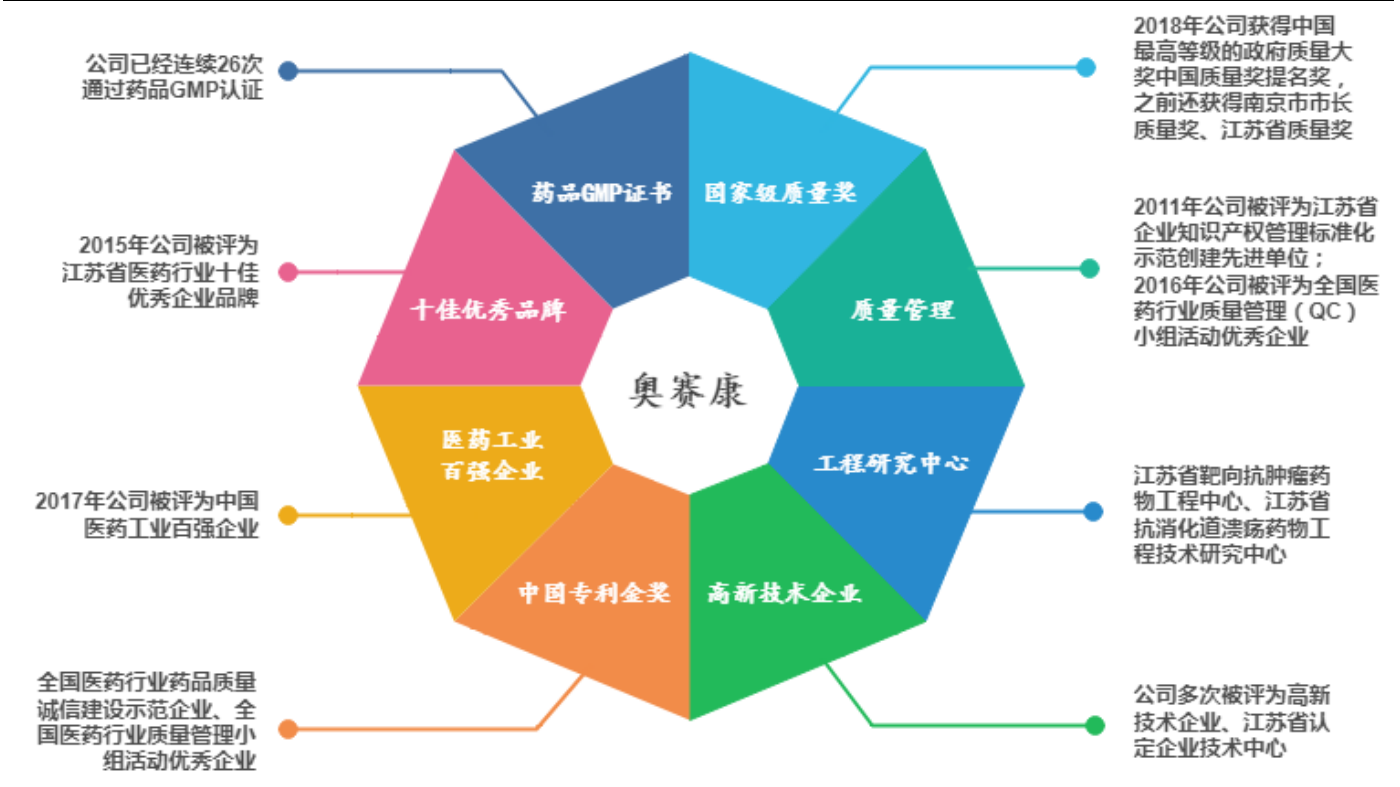 公司已经连续26次
通过药品GMP认证
2018年公司获得中国
最高等级的政府质量大
奖中国质量奖提名奖，
之前还获得南京市市长
质量奖、江苏省质量奖
药品GMP证书
国家级质量奖
2015年公司被评为
江苏省医药行业十佳
优秀企业品牌
2011年公司被评为江苏省
企业知识产权管理标准化
示范创建先进单位；
2016年公司被评为全国医
药行业质量管理（QC）
小组活动优秀企业
十佳优秀品牌
质量管理
奥赛康
医药工业
百强企业
工程研究中心
2017年公司被评为中国
医药工业百强企业
江苏省靶向抗肿瘤药
物工程中心、江苏省
抗消化道溃疡药物工
程技术研究中心
中国专利金奖
高新技术企业
全国医药行业药品质量
诚信建设示范企业、全
国医药行业质量管理小
组活动优秀企业
公司多次被评为高新
技术企业、江苏省认
定企业技术中心